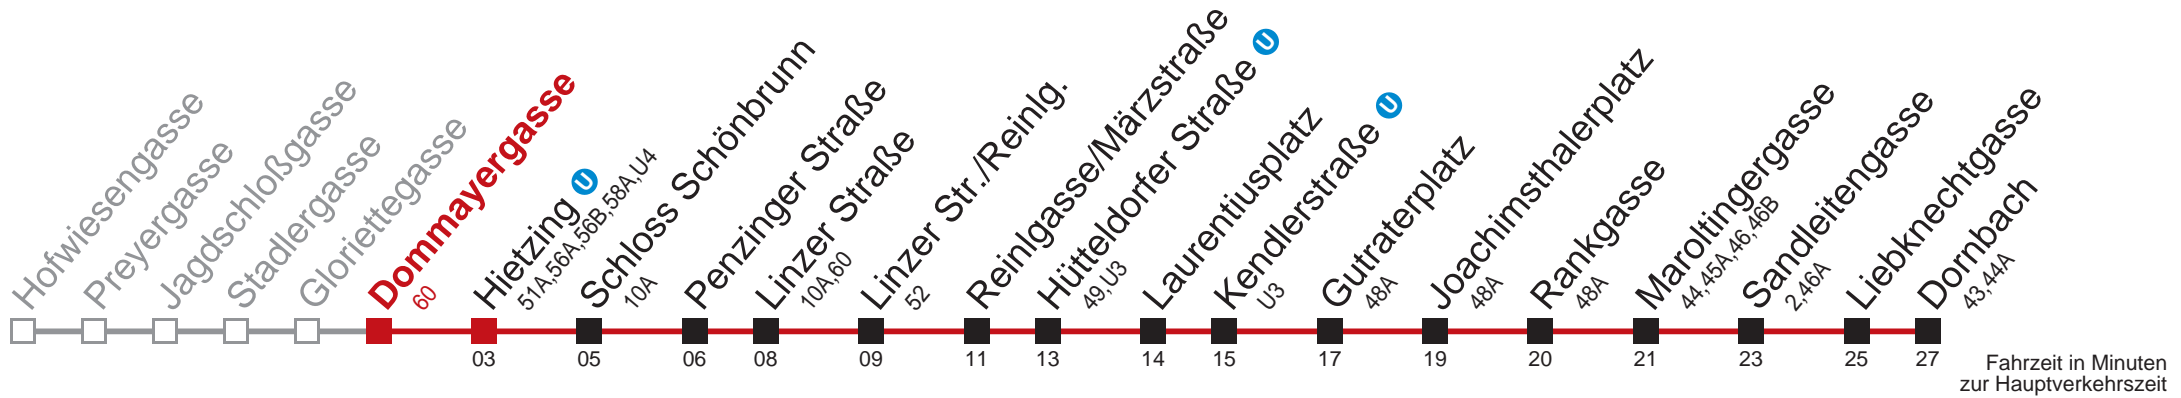 Hofwiesengasse
Preyergasse
Jagdschloßgasse
Stadlergasse
Gloriettegasse
Dommayergasse
60
Hietzing U
51A,56A,56B,58A,U4
03
Schloss Schönbrunn
10A
05
Penzinger Straße
06
Linzer Straße
10A,60
08
Linzer Str./Reinlg.
52
09
Reinlgasse/Märzstraße
11
Hütteldorfer Straße U
49,U3
13
Laurentiusplatz
14
Kendlerstraße U
U3
15
Gutraterplatz
48A
17
Joachimsthalerplatz
48A
19
Rankgasse
48A
20
Maroltingergasse
44,45A,46,46B
21
Sandleitengasse
2,46A
23
Liebknechtgasse
25
Dornbach
43,44A
27
Fahrzeit in Minuten
zur Hauptverkehrszeit